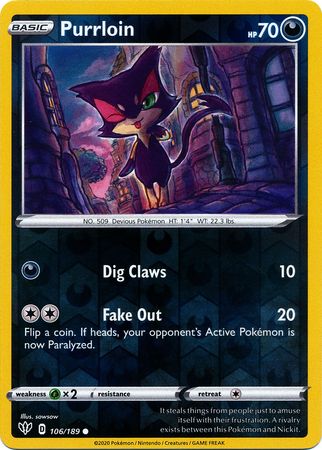 BASIC
Purrloin
HP70
NO. 509 Devious Pokémon HT: 1'4" WT: 22.3 lbs.
Dig Claws 10
Fake Out 20
Flip a coin. If heads, your opponent's Active Pokémon is
now Paralyzed.
weakness ×2 resistance retreat
Illus. sowsow
106/189
It steals things from people just to amuse
itself with their frustration. A rivalry
exists between this Pokémon and Nickit.
©2020 Pokémon / Nintendo / Creatures / GAME FREAK